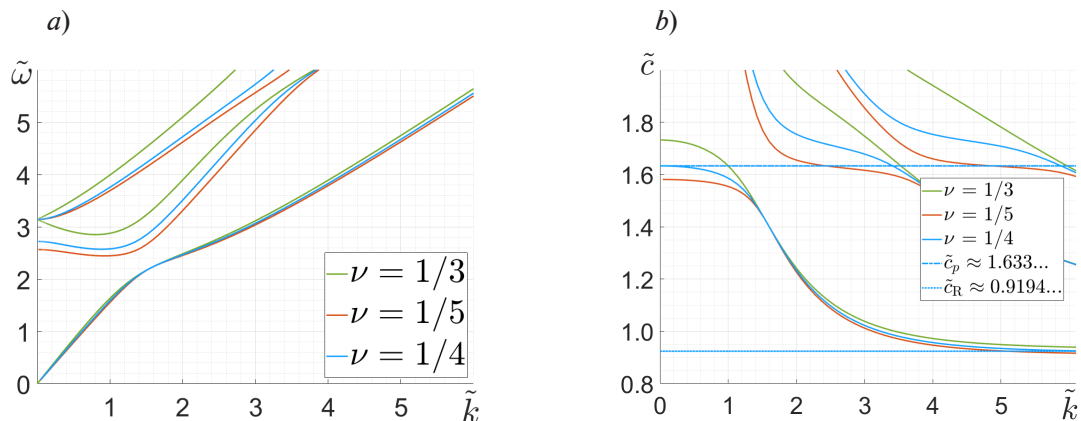 a)
b)
ω̃
5
4
3
2
1
0
1
2
3
4
5
k̃
ν = 1/3
ν = 1/5
ν = 1/4
c̃
1.8
1.6
1.4
1.2
1.0
0.8
0
1
2
3
4
5
k̃
ν = 1/3
ν = 1/5
ν = 1/4
c̃ₚ ≈ 1.633...
c̃_R ≈ 0.9194...